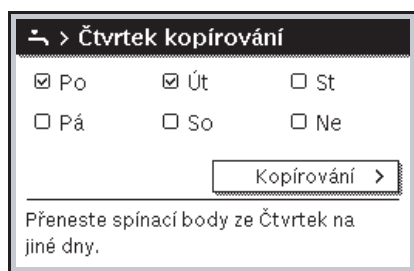 > Čtvrtek kopírování
Po Út St
Pá So Ne
Kopírování >
Přeneste spínací body ze Čtvrtek na
jiné dny.